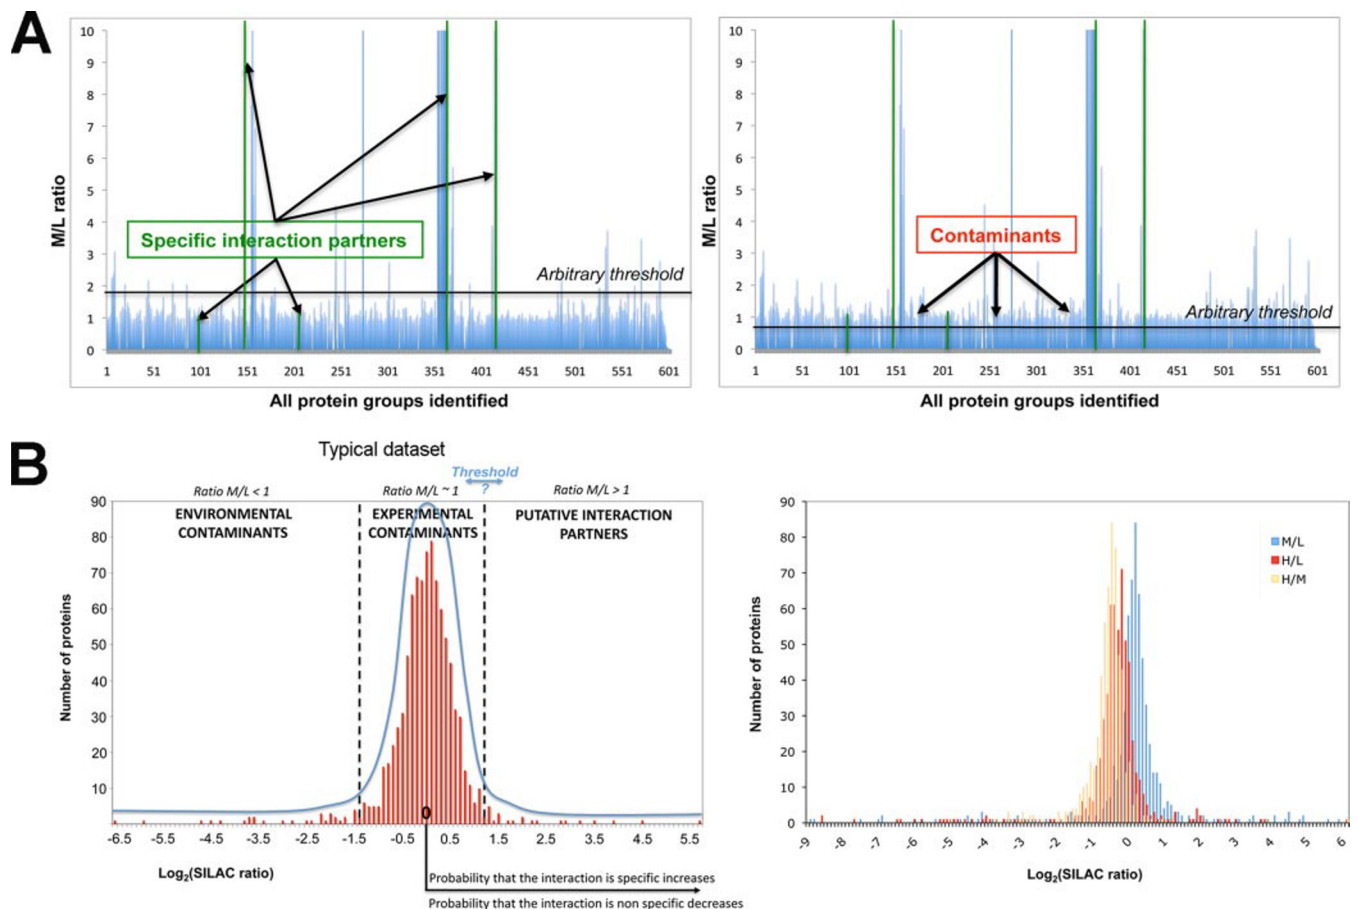 A
10
9
8
7
6
5
4
3
2
1
0
M/L ratio
Specific interaction partners
Arbitrary threshold
1 51 101 151 201 251 301 351 401 451 501 551 601
All protein groups identified
10
9
8
7
6
5
4
3
2
1
0
M/L ratio
Contaminants
Arbitrary threshold
1 51 101 151 201 251 301 351 401 451 501 551 601
All protein groups identified
B
Typical dataset
Threshold
?
Ratio M/L < 1
Ratio M/L ~ 1
Ratio M/L > 1
ENVIRONMENTAL
CONTAMINANTS
EXPERIMENTAL
CONTAMINANTS
PUTATIVE INTERACTION
PARTNERS
90
80
70
60
50
40
30
20
10
Number of proteins
0
-6.5 -4.5 -3.5 -2.5 -1.5 -0.5 0.5 1.5 2.5 3.5 4.5 5.5
Log2(SILAC ratio)
Probability that the interaction is specific increases
Probability that the interaction is non specific decreases
90
80
70
60
50
40
30
20
10
0
Number of proteins
M/L
H/L
H/M
-9 -8 -7 -6 -5 -4 -3 -2 -1 0 1 2 3 4 5 6
Log2(SILAC ratio)